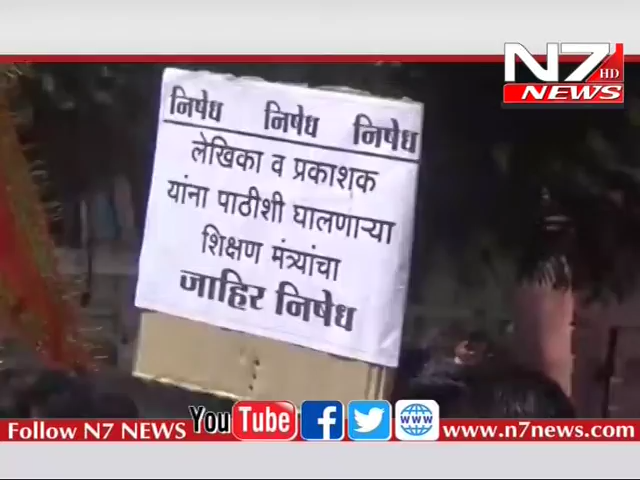 N7 HD
NEWS
निषेध निषेध निषेध
लेखिका व प्रकाशक
यांना पाठीशी घालणाऱ्या
शिक्षण मंत्र्यांचा
जाहिर निषेध
Follow N7 NEWS YouTube www.n7news.com